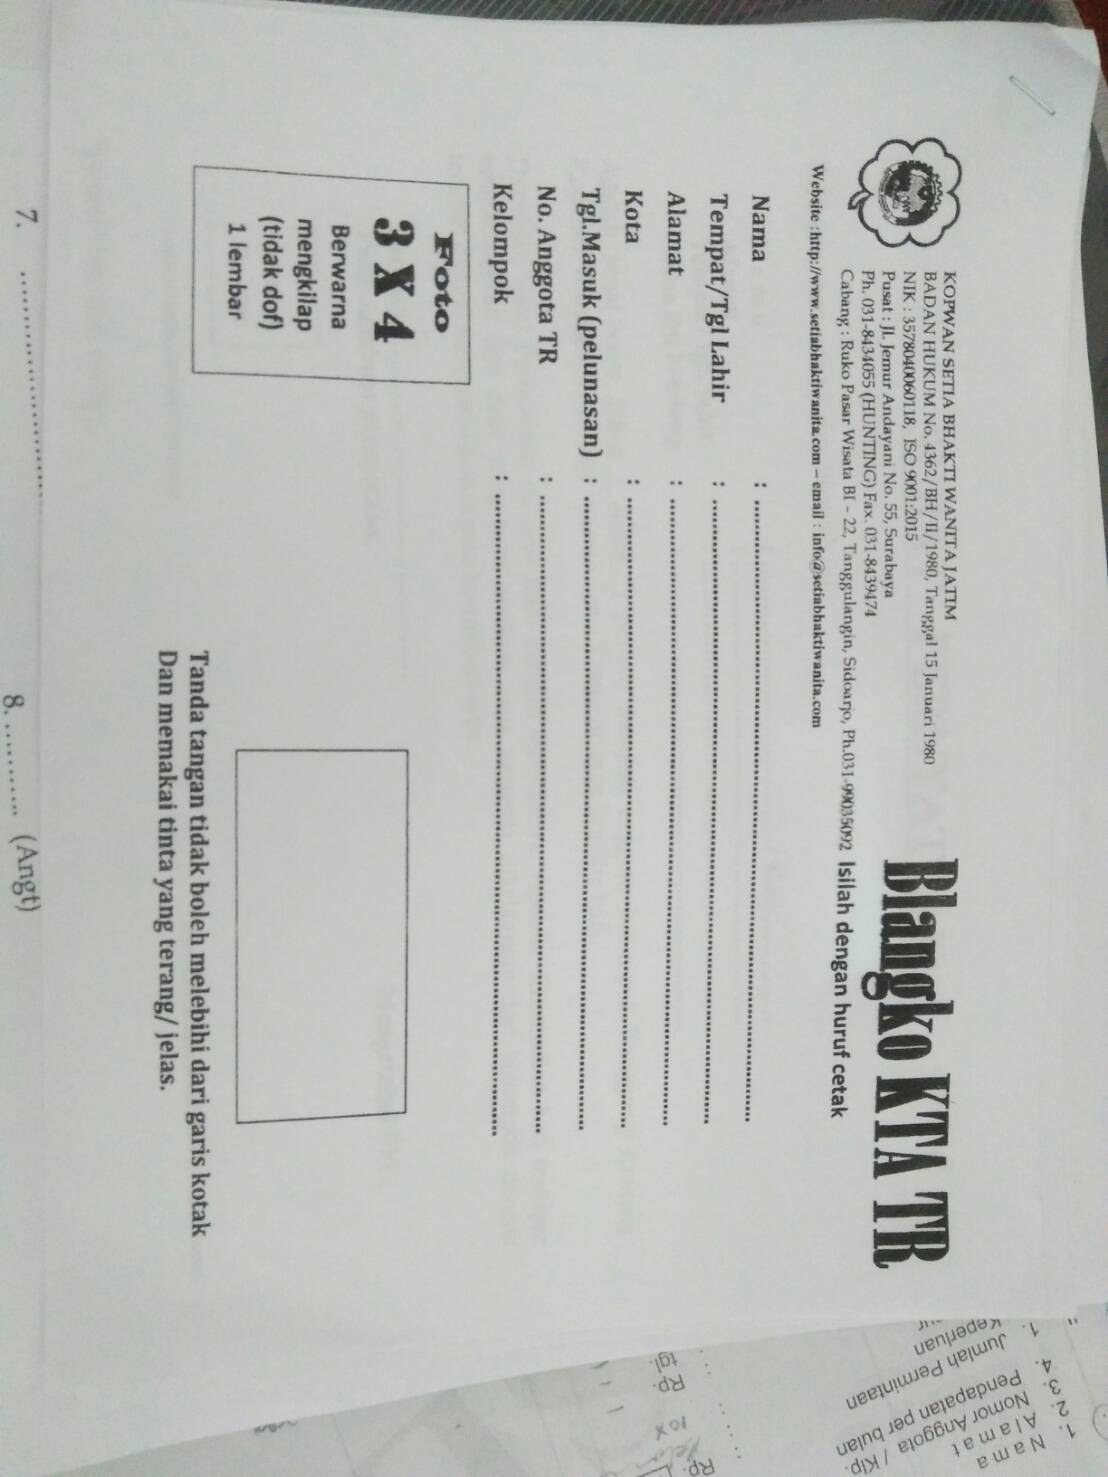 KOPWAN SETIA BHAKTI WANITA JATIM
BADAN HUKUM No. 4362/BH/II/1980, Tanggal 15 Januari 1980
NIK : 3578040060118, ISO 9001:2015
Pusat : Jl. Jemur Andayani No. 55, Surabaya
Ph. 031-8434055 (HUNTING) Fax. 031-8439474
Cabang : Ruko Pasar Wisata BI - 22, Tanggulangin, Sidoarjo, Ph.031-99035092
Website : http://www.setiabhaktiwanita.com – email : info@setiabhaktiwanita.com
Blangko KTA TR
Isilah dengan huruf cetak
Nama : ........................................
Tempat/Tgl Lahir : ........................................
Alamat : ........................................
Kota : ........................................
Tgl.Masuk (pelunasan) : ........................................
No. Anggota TR : ........................................
Kelompok : ........................................
Foto
3 X 4
Berwarna
mengkilap
(tidak dof)
1 lembar
Tanda tangan tidak boleh melebihi dari garis kotak
Dan memakai tinta yang terang/ jelas.
7. ........................
8. .......... (Angt)
1. Nama
2. Alamat
3. Nomor Anggota / Klp.
4. Pendapatan per bulan
Jumlah Permintaan
1. Keperluan
Rp.
10 x
Rp.
tgl.